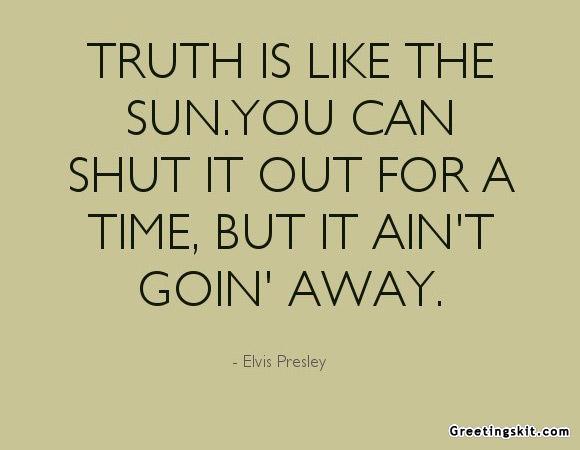 TRUTH IS LIKE THE
SUN.YOU CAN
SHUT IT OUT FOR A
TIME, BUT IT AIN'T
GOIN' AWAY.
- Elvis Presley
Greetingskit.com